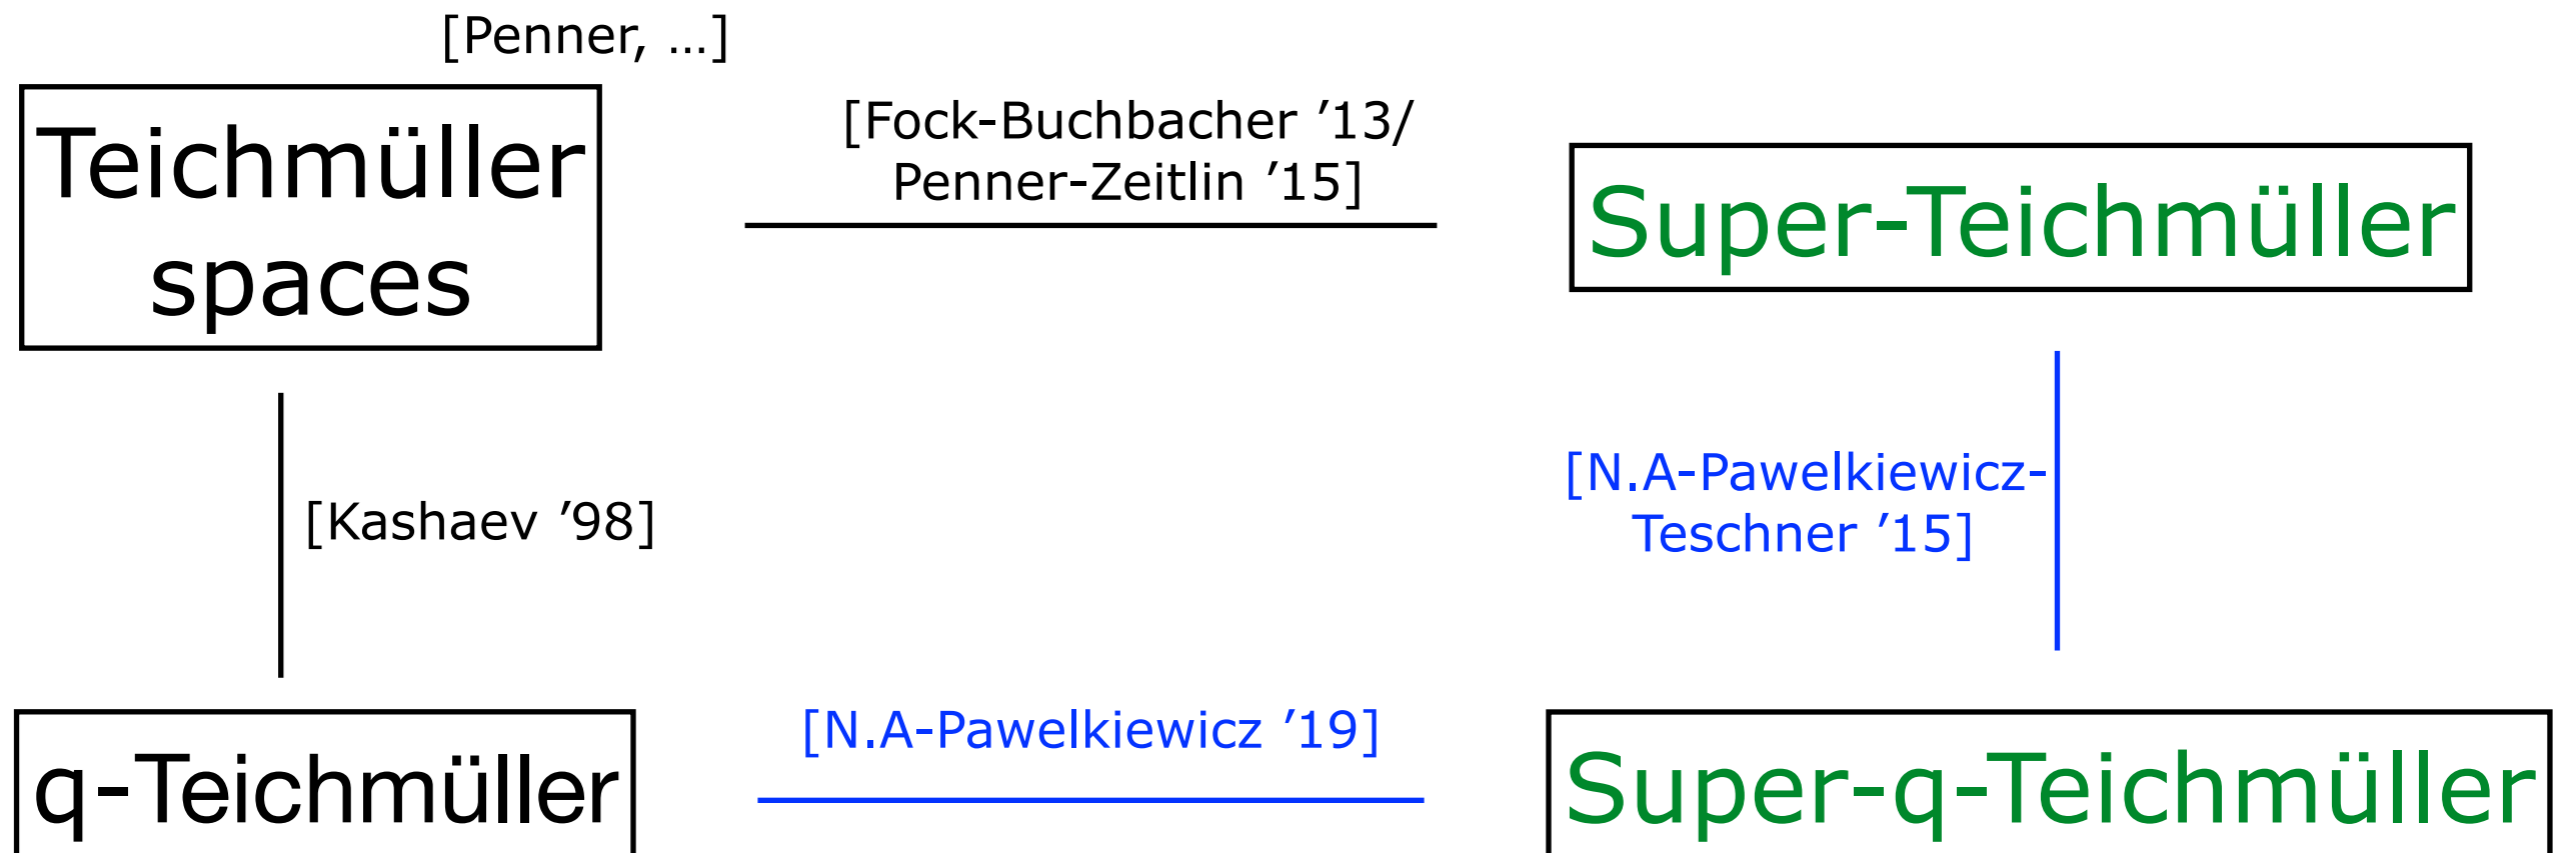 [Penner, …]
Teichmüller
spaces
[Fock-Buchbacher ’13/
Penner-Zeitlin ’15]
Super-Teichmüller
[Kashaev ’98]
[N.A-Pawelkiewicz-
Teschner ’15]
q-Teichmüller
[N.A-Pawelkiewicz ’19]
Super-q-Teichmüller